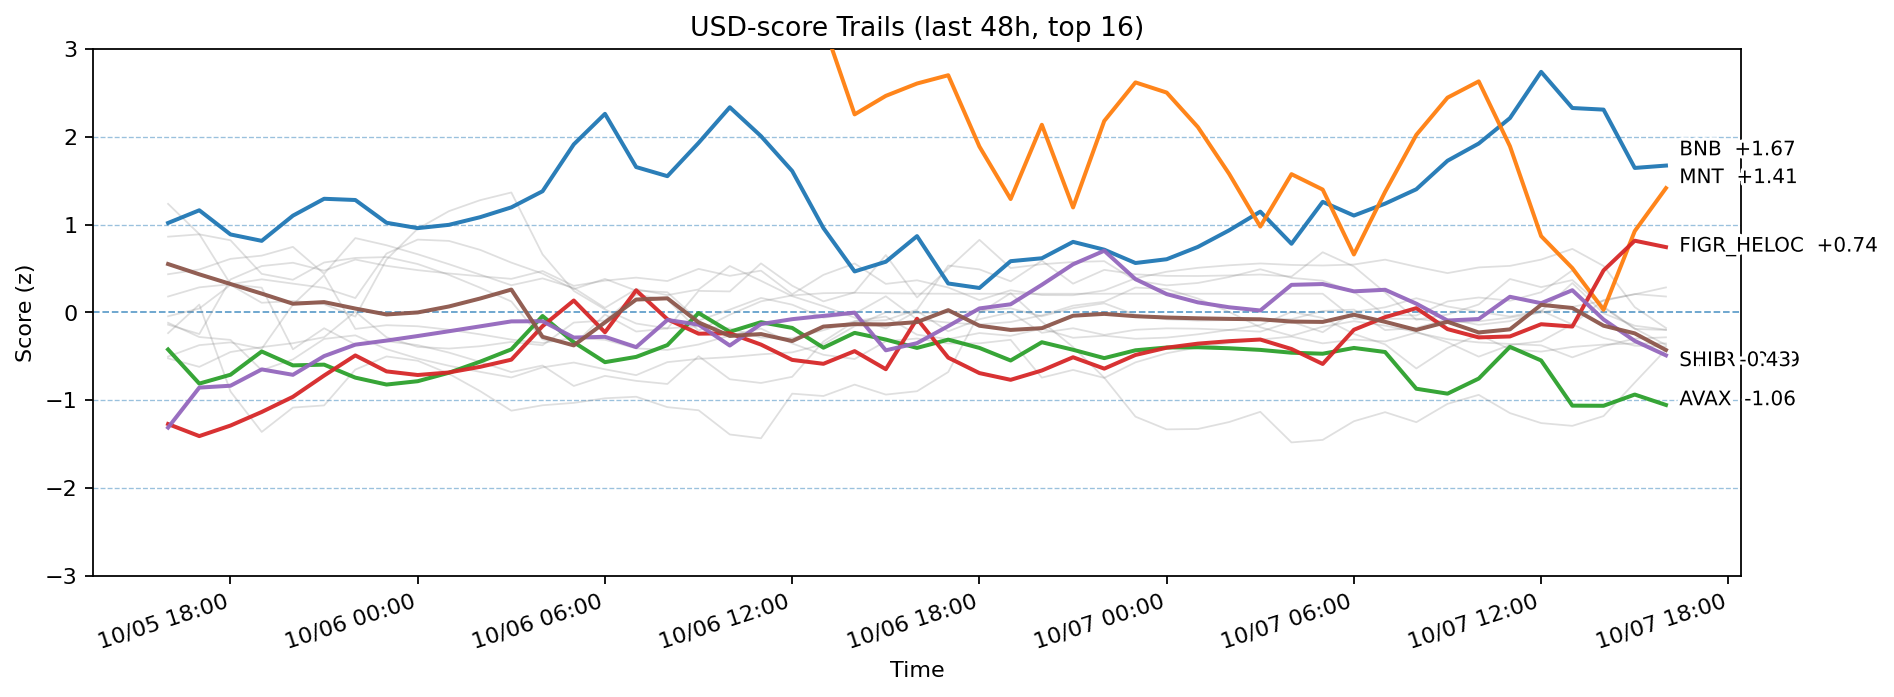 USD-score Trails (last 48h, top 16)
Score (z)
3
2
1
0
−1
−2
−3
BNB +1.67
MNT +1.41
FIGR_HELOC +0.74
AVAX -1.06
10/05 18:00
10/06 00:00
10/06 06:00
10/06 12:00
10/06 18:00
10/07 00:00
10/07 06:00
10/07 12:00
10/07 18:00
Time